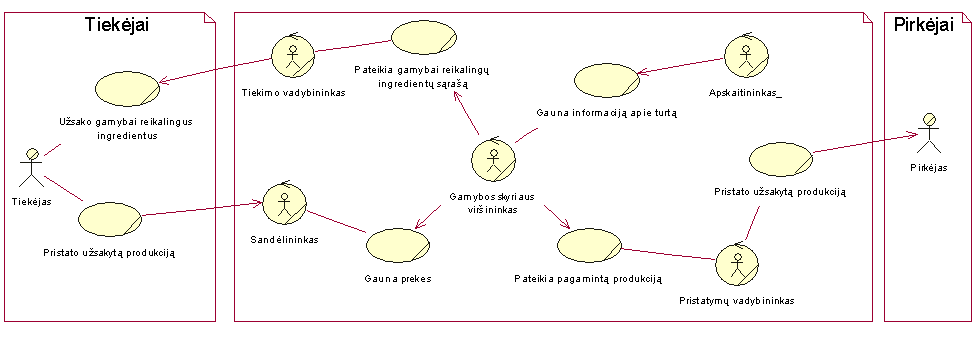 Tiekėjai
Pirkėjai
Tiekimo vadybininkas
Pateikia gamybai reikalingų
ingredientų sąrašą
Apskaitininkas_
Gauna informaciją apie turtą
Užsako gamybai reikalingus
ingredientus
Tiekėjas
Pirkėjas
Gamybos skyriaus
viršininkas
Pristato užsakytą produkciją
Sandėlininkas
Pristato užsakytą produkciją
Gauna prekes
Pateikia pagamintą produkciją
Pristatymų vadybininkas